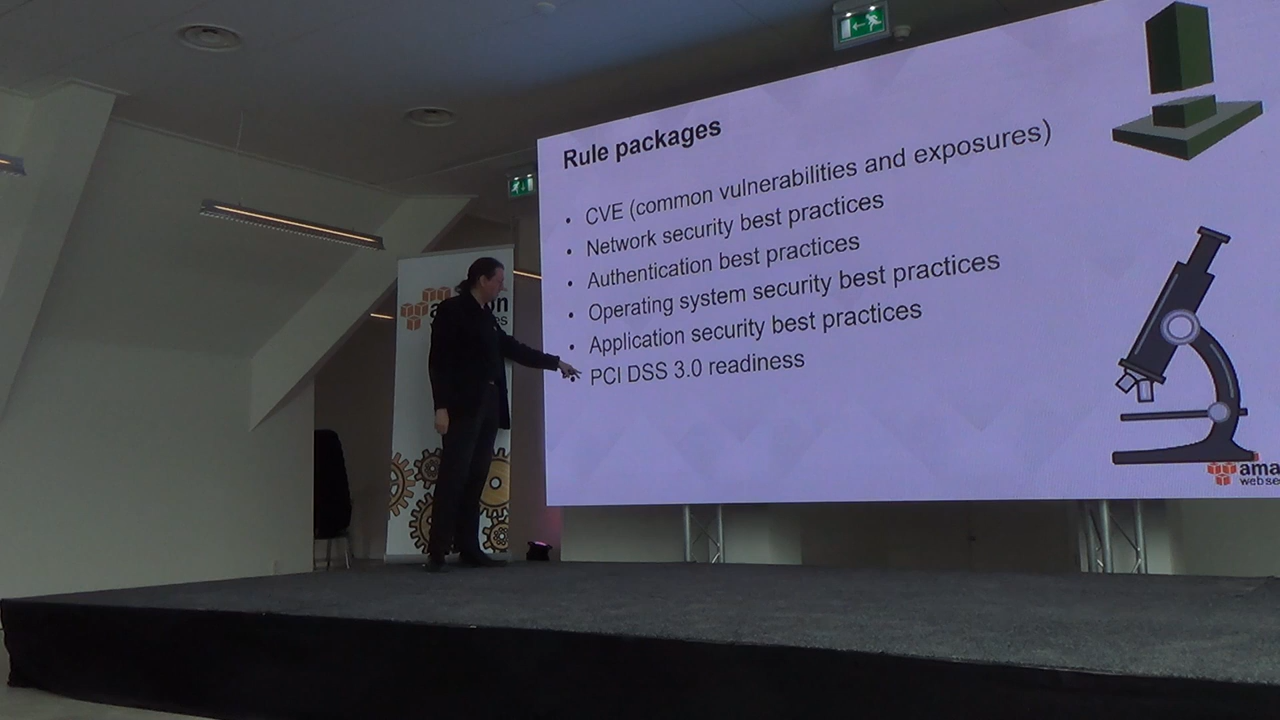 Rule packages
• CVE (common vulnerabilities and exposures)
• Network security best practices
• Authentication best practices
• Operating system security best practices
• Application security best practices
PCI DSS 3.0 readiness